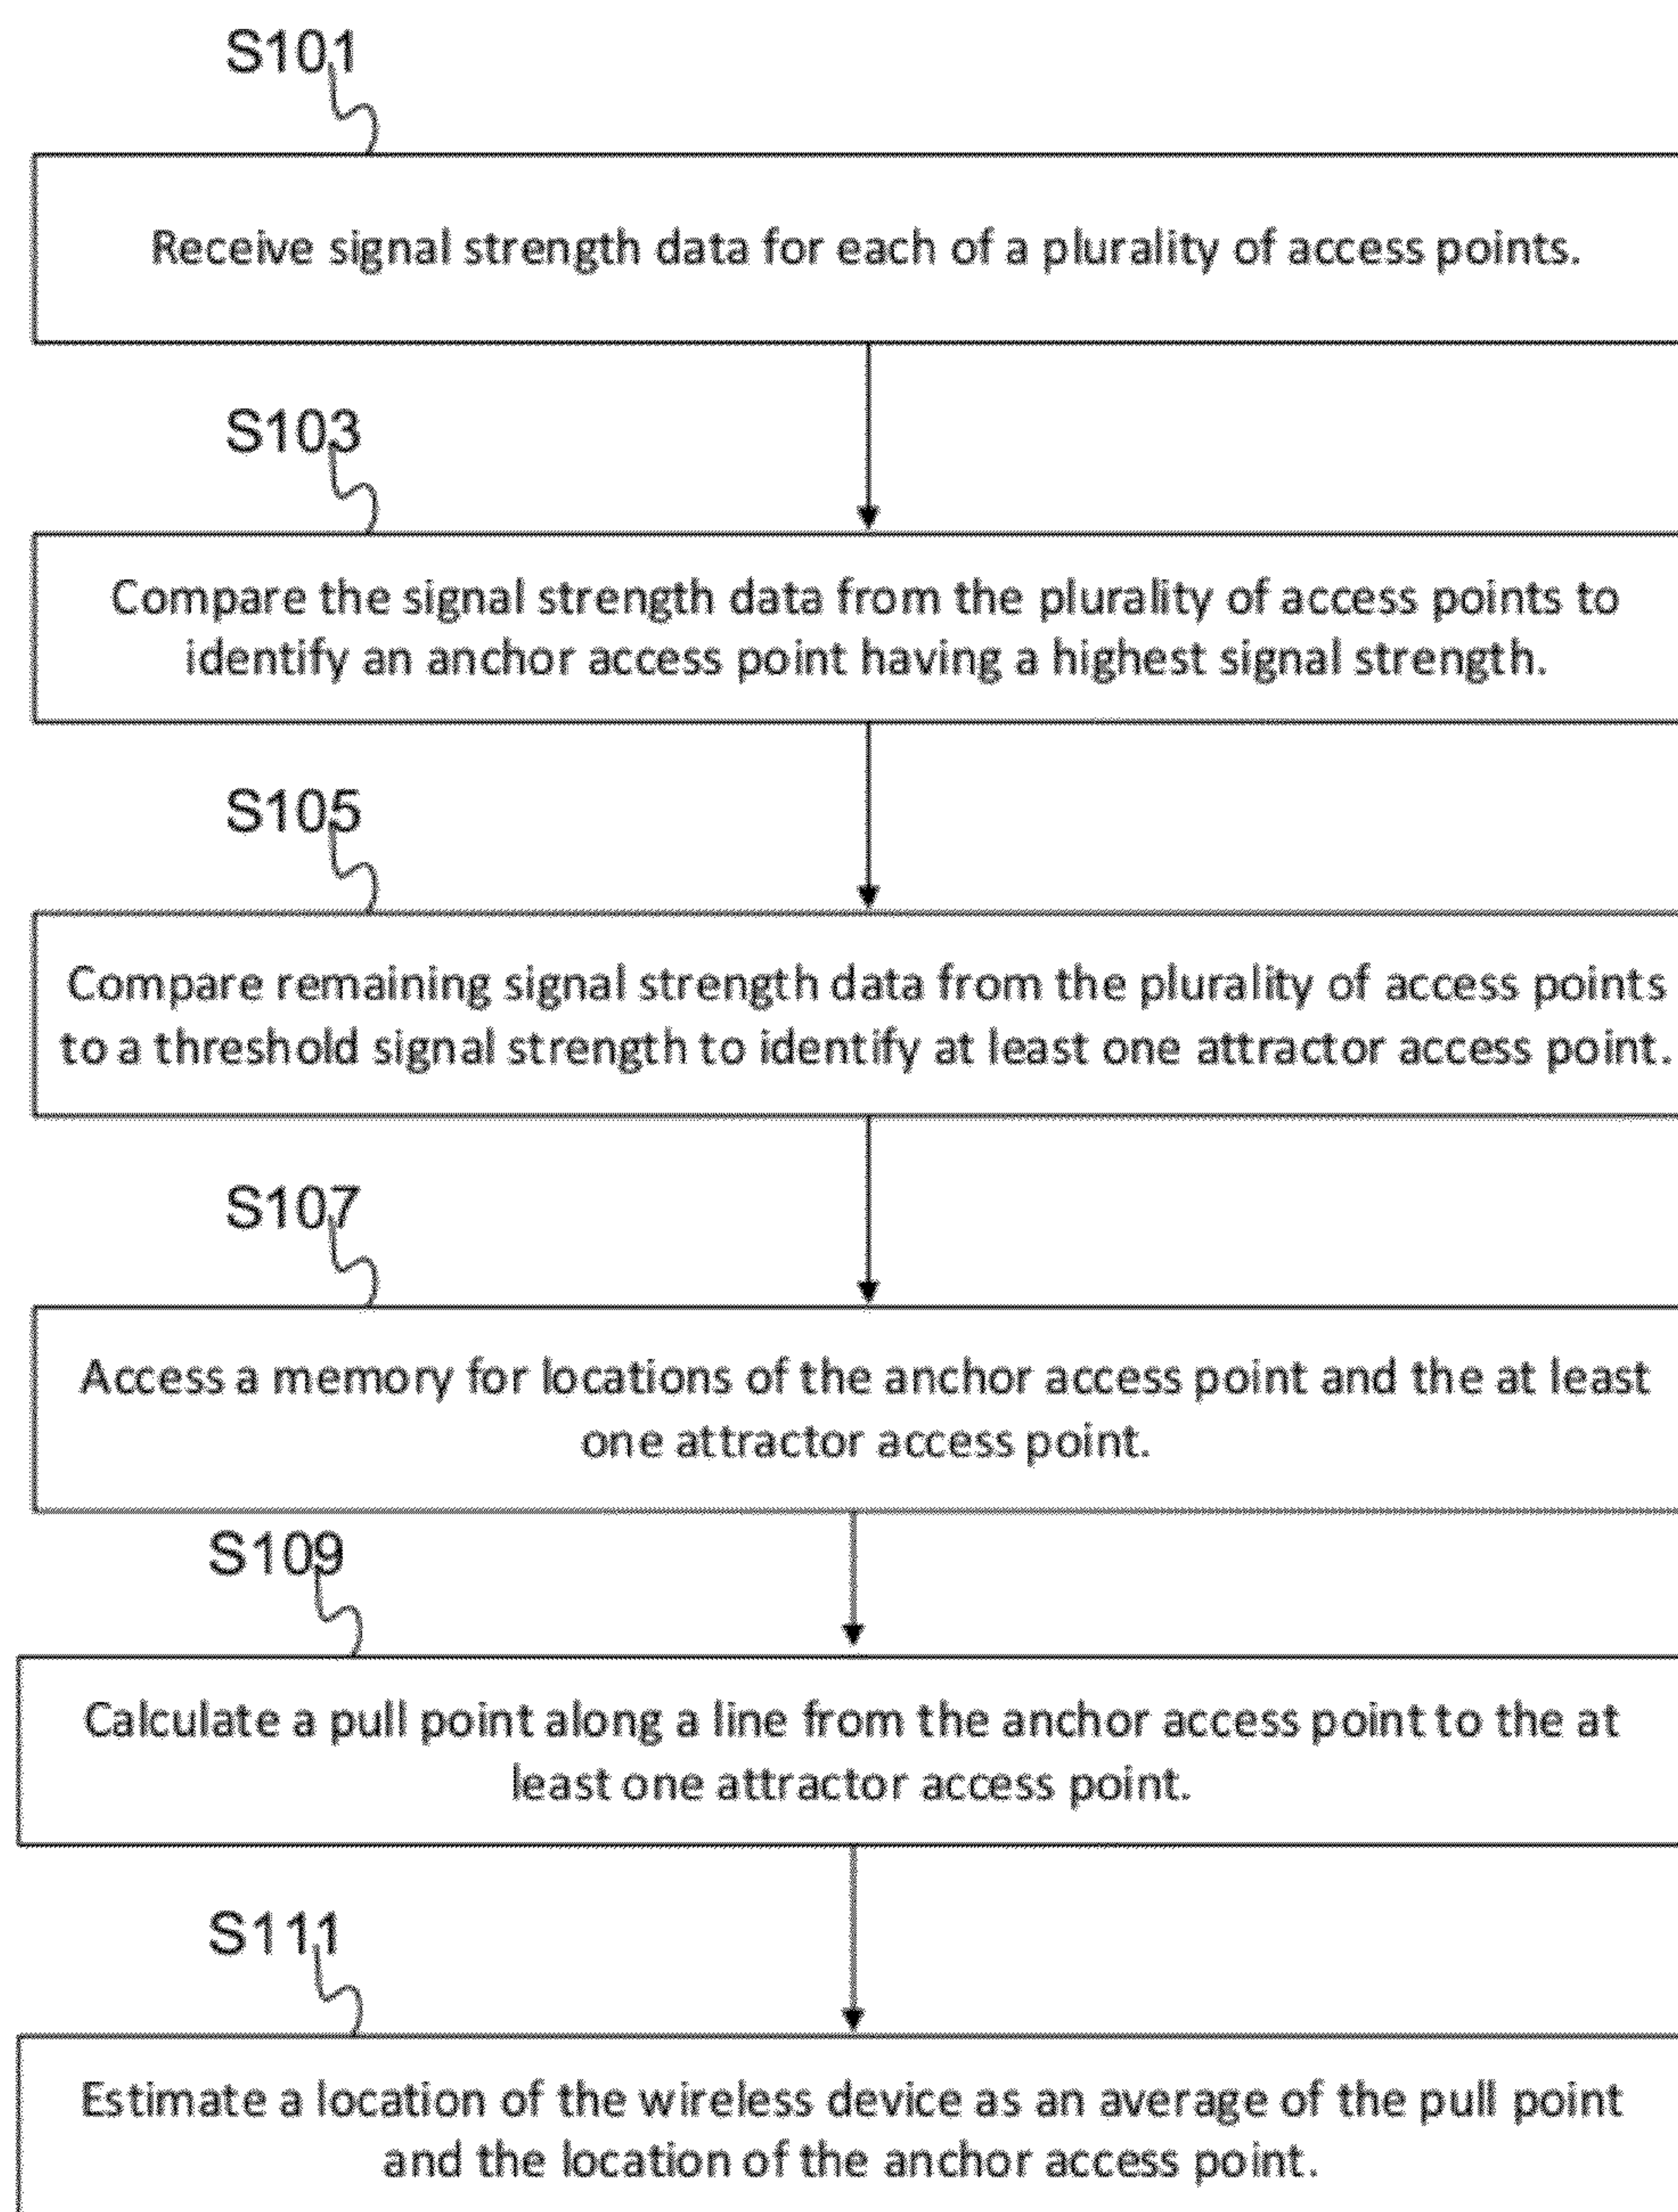 S101
Receive signal strength data for each of a plurality of access points.
S103
Compare the signal strength data from the plurality of access points to
identify an anchor access point having a highest signal strength.
S105
Compare remaining signal strength data from the plurality of access points
to a threshold signal strength to identify at least one attractor access point.
S107
Access a memory for locations of the anchor access point and the at least
one attractor access point.
S109
Calculate a pull point along a line from the anchor access point to the at
least one attractor access point.
S111
Estimate a location of the wireless device as an average of the pull point
and the location of the anchor access point.